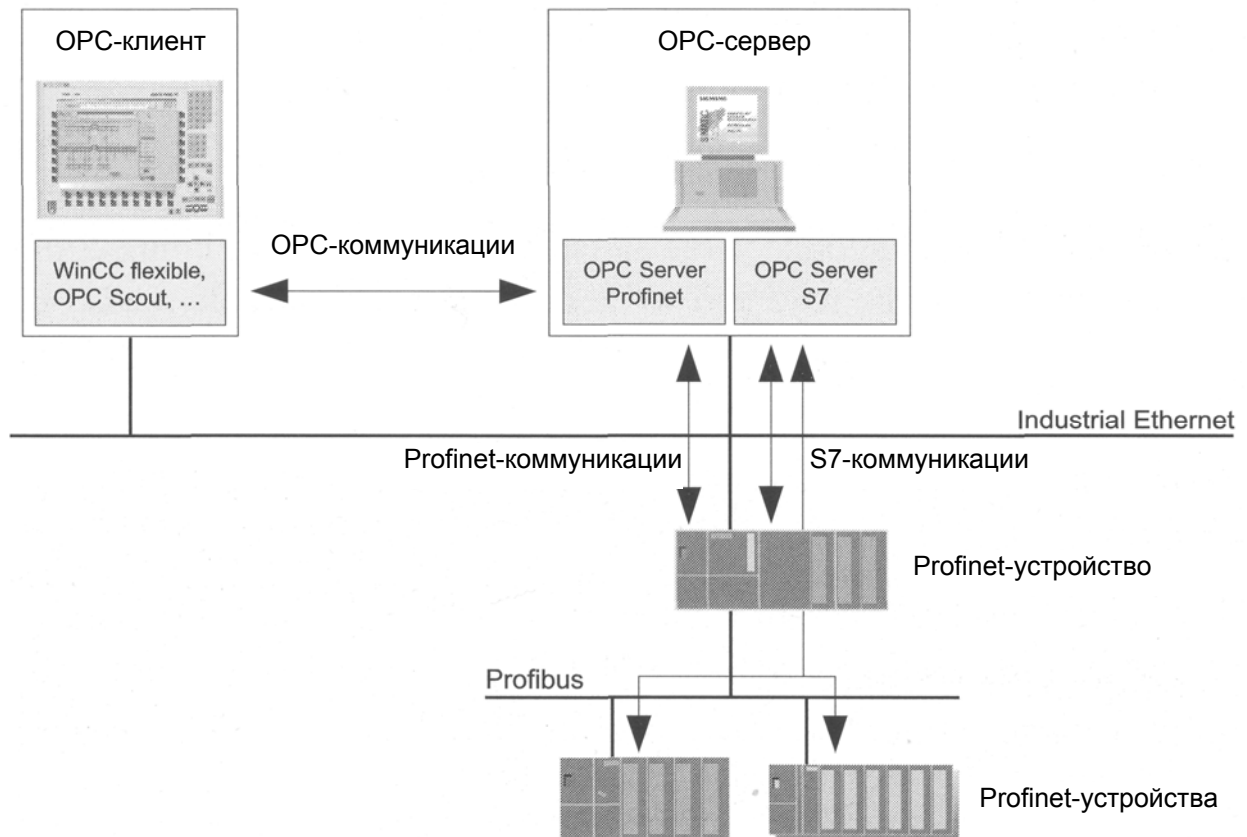 OPC-клиент
OPC-сервер
SIEMENS
OPC-коммуникации
WinCC flexible,
OPC Scout, ...
OPC Server
Profinet
OPC Server
S7
Industrial Ethernet
Profinet-коммуникации
S7-коммуникации
Profinet-устройство
Profibus
Profinet-устройства